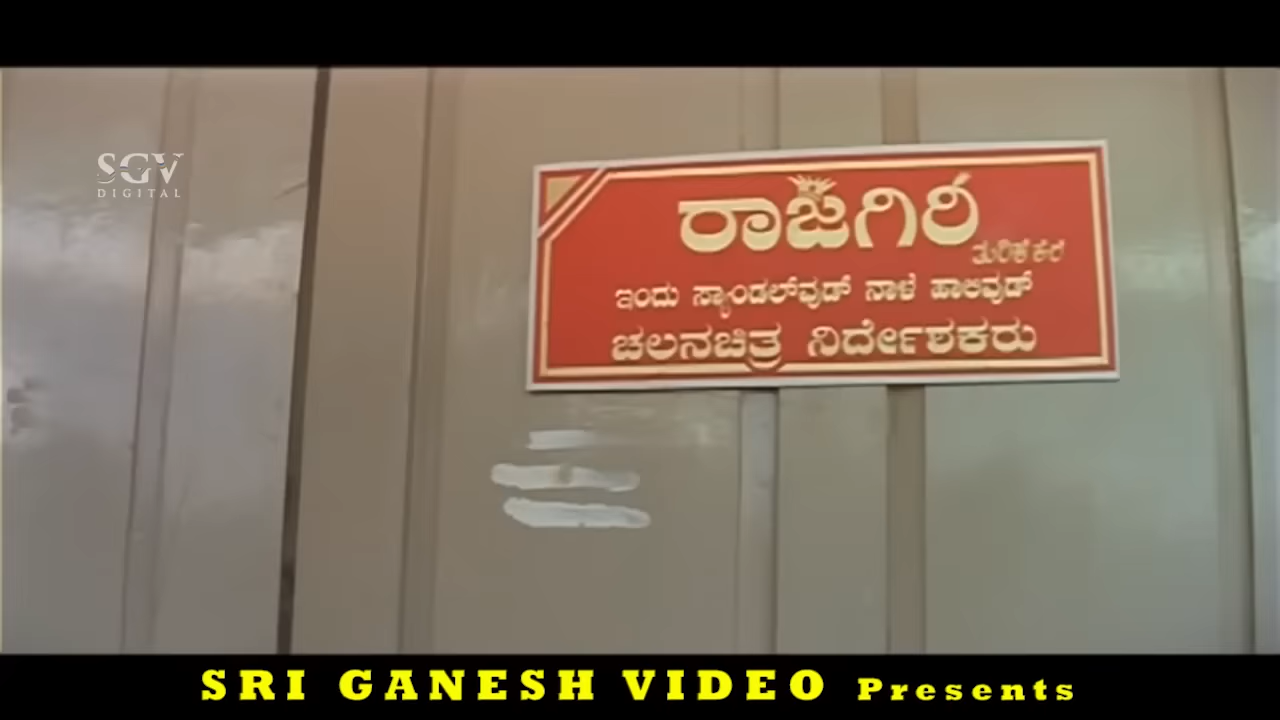 SGV
DIGITAL
ರಾಜಗಿರಿ
ತುರಿಕೆಕೆರೆ
ಇಂದು ಸ್ಯಾಂಡಲ್‌ವುಡ್ ನಾಳೆ ಹಾಲಿವುಡ್
ಚಲನಚಿತ್ರ ನಿರ್ದೇಶಕರು
SRI GANESH VIDEO Presents